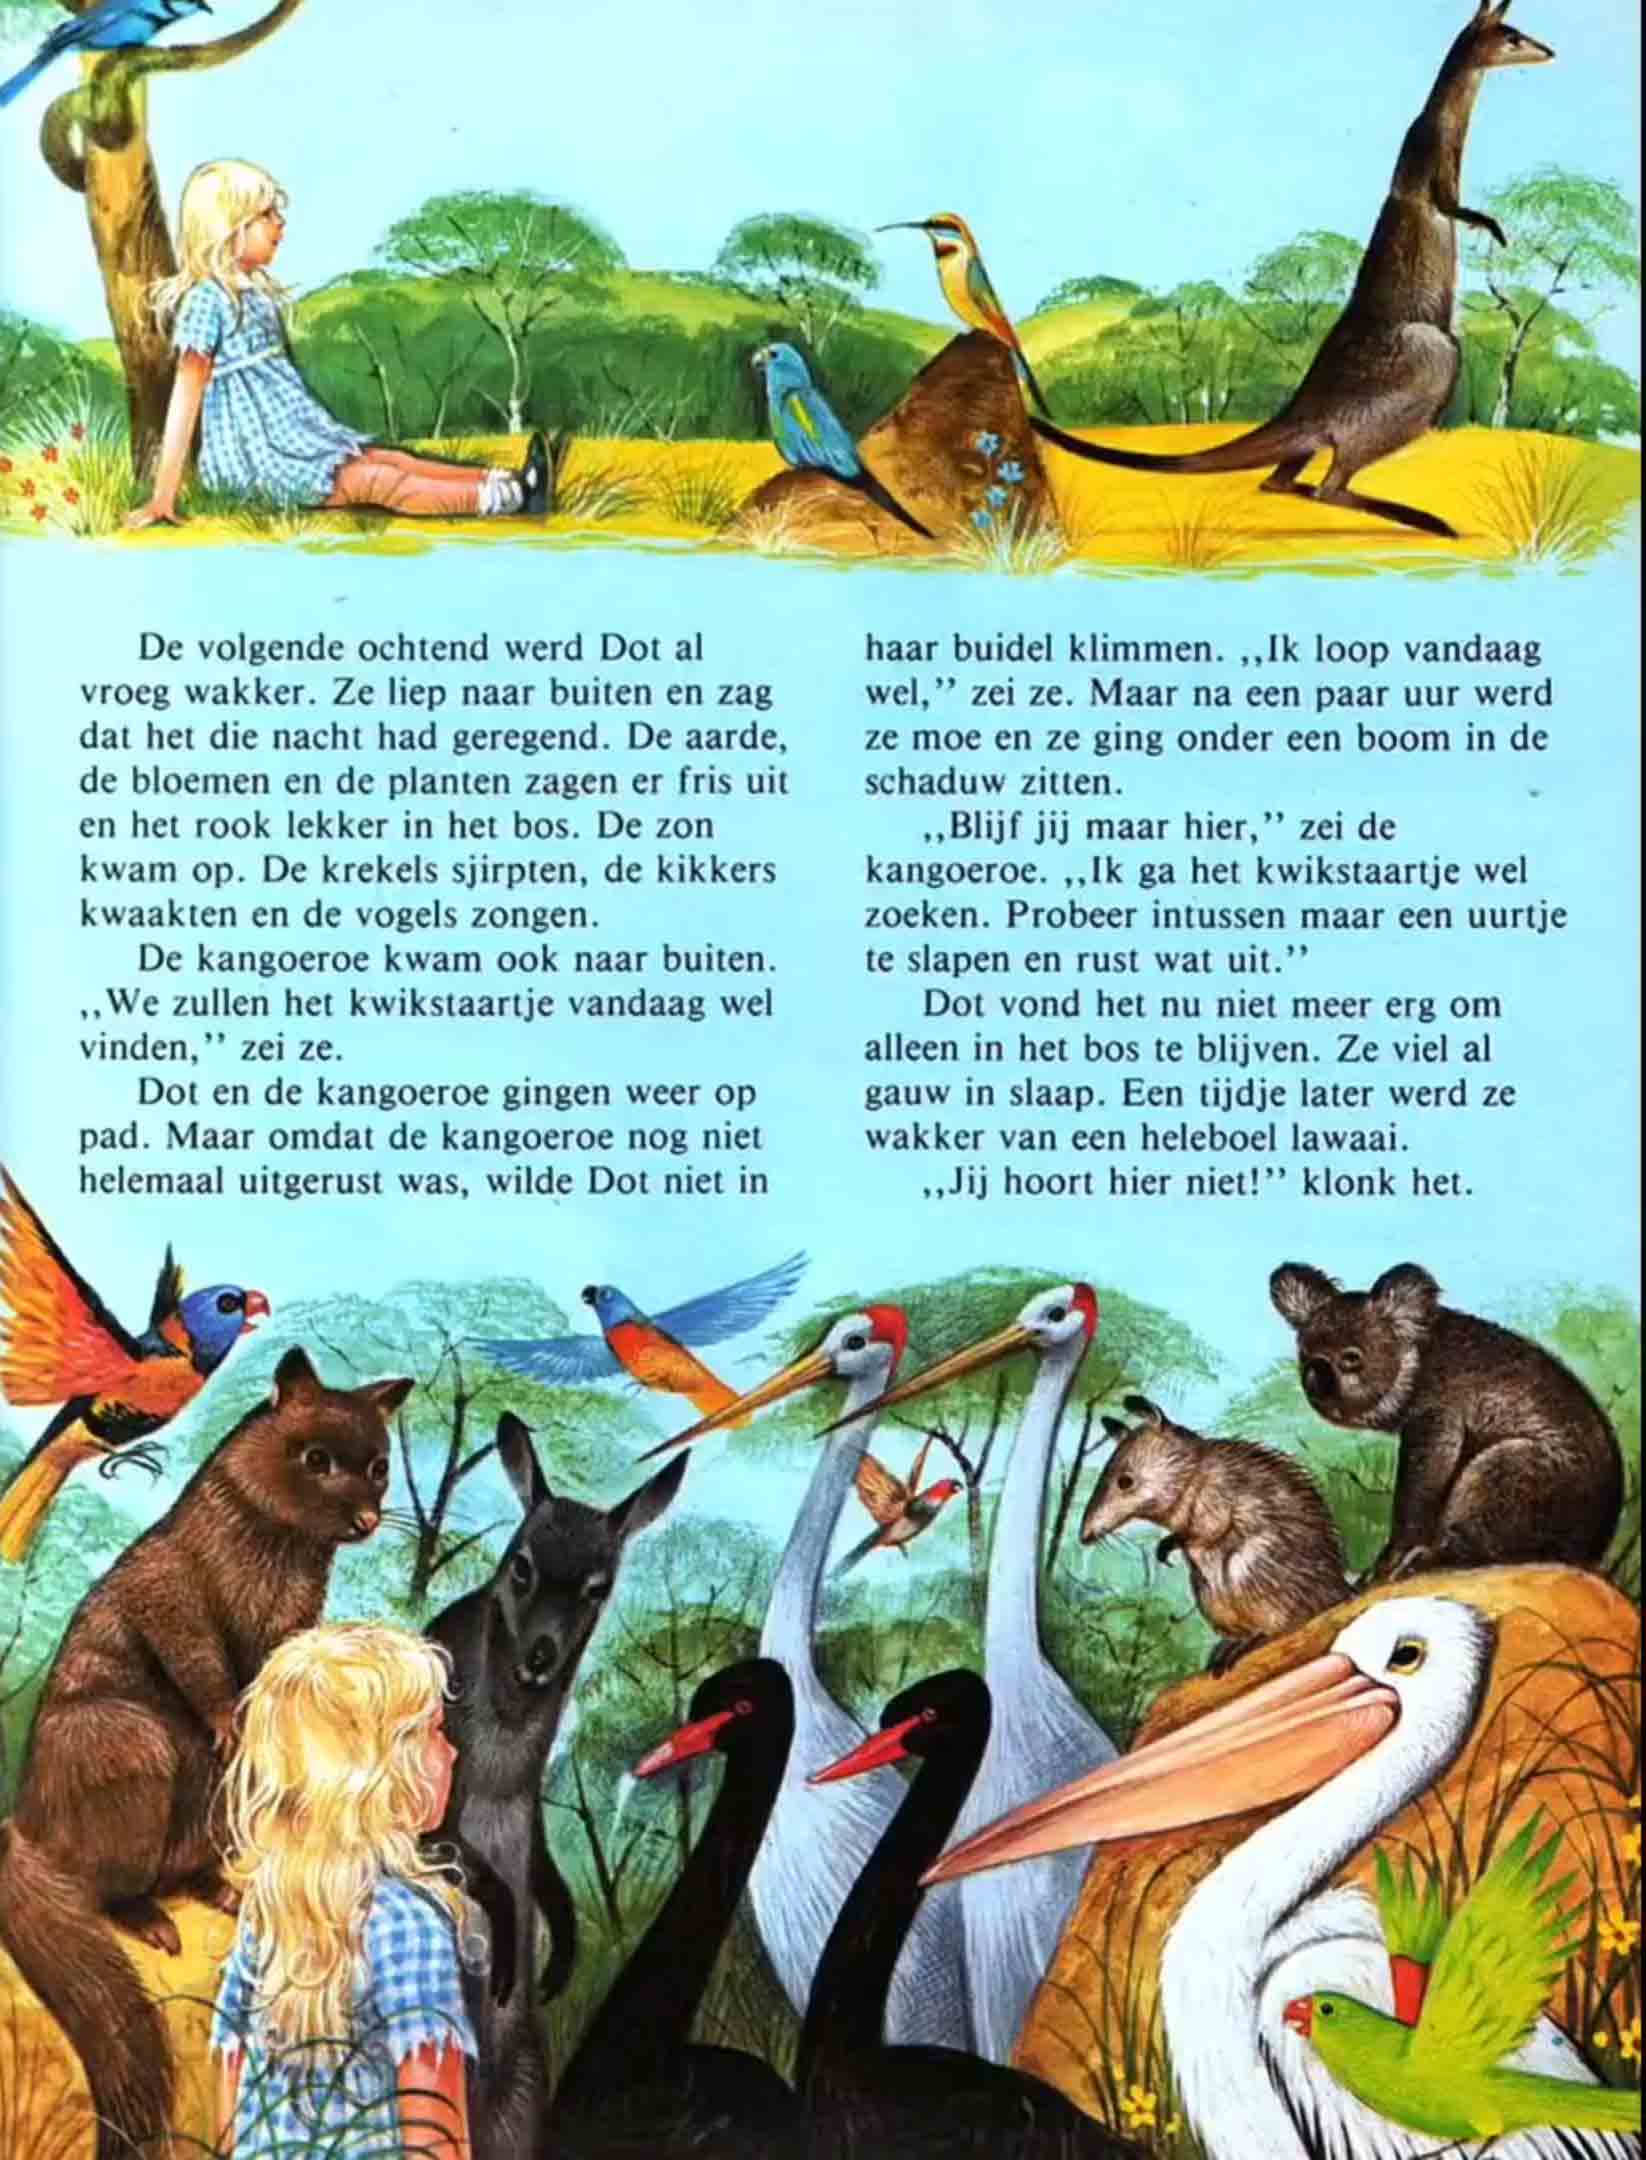 De volgende ochtend werd Dot al
vroeg wakker. Ze liep naar buiten en zag
dat het die nacht had geregend. De aarde,
de bloemen en de planten zagen er fris uit
en het rook lekker in het bos. De zon
kwam op. De krekels sjirpten, de kikkers
kwaakten en de vogels zongen.
De kangoeroe kwam ook naar buiten.
,,We zullen het kwikstaartje vandaag wel
vinden,’’ zei ze.
Dot en de kangoeroe gingen weer op
pad. Maar omdat de kangoeroe nog niet
helemaal uitgerust was, wilde Dot niet in
haar buidel klimmen. ,,Ik loop vandaag
wel,’’ zei ze. Maar na een paar uur werd
ze moe en ze ging onder een boom in de
schaduw zitten.
,,Blijf jij maar hier,’’ zei de
kangoeroe. ,,Ik ga het kwikstaartje wel
zoeken. Probeer intussen maar een uurtje
te slapen en rust wat uit.’’
Dot vond het nu niet meer erg om
alleen in het bos te blijven. Ze viel al
gauw in slaap. Een tijdje later werd ze
wakker van een heleboel lawaai.
,,Jij hoort hier niet!’’ klonk het.